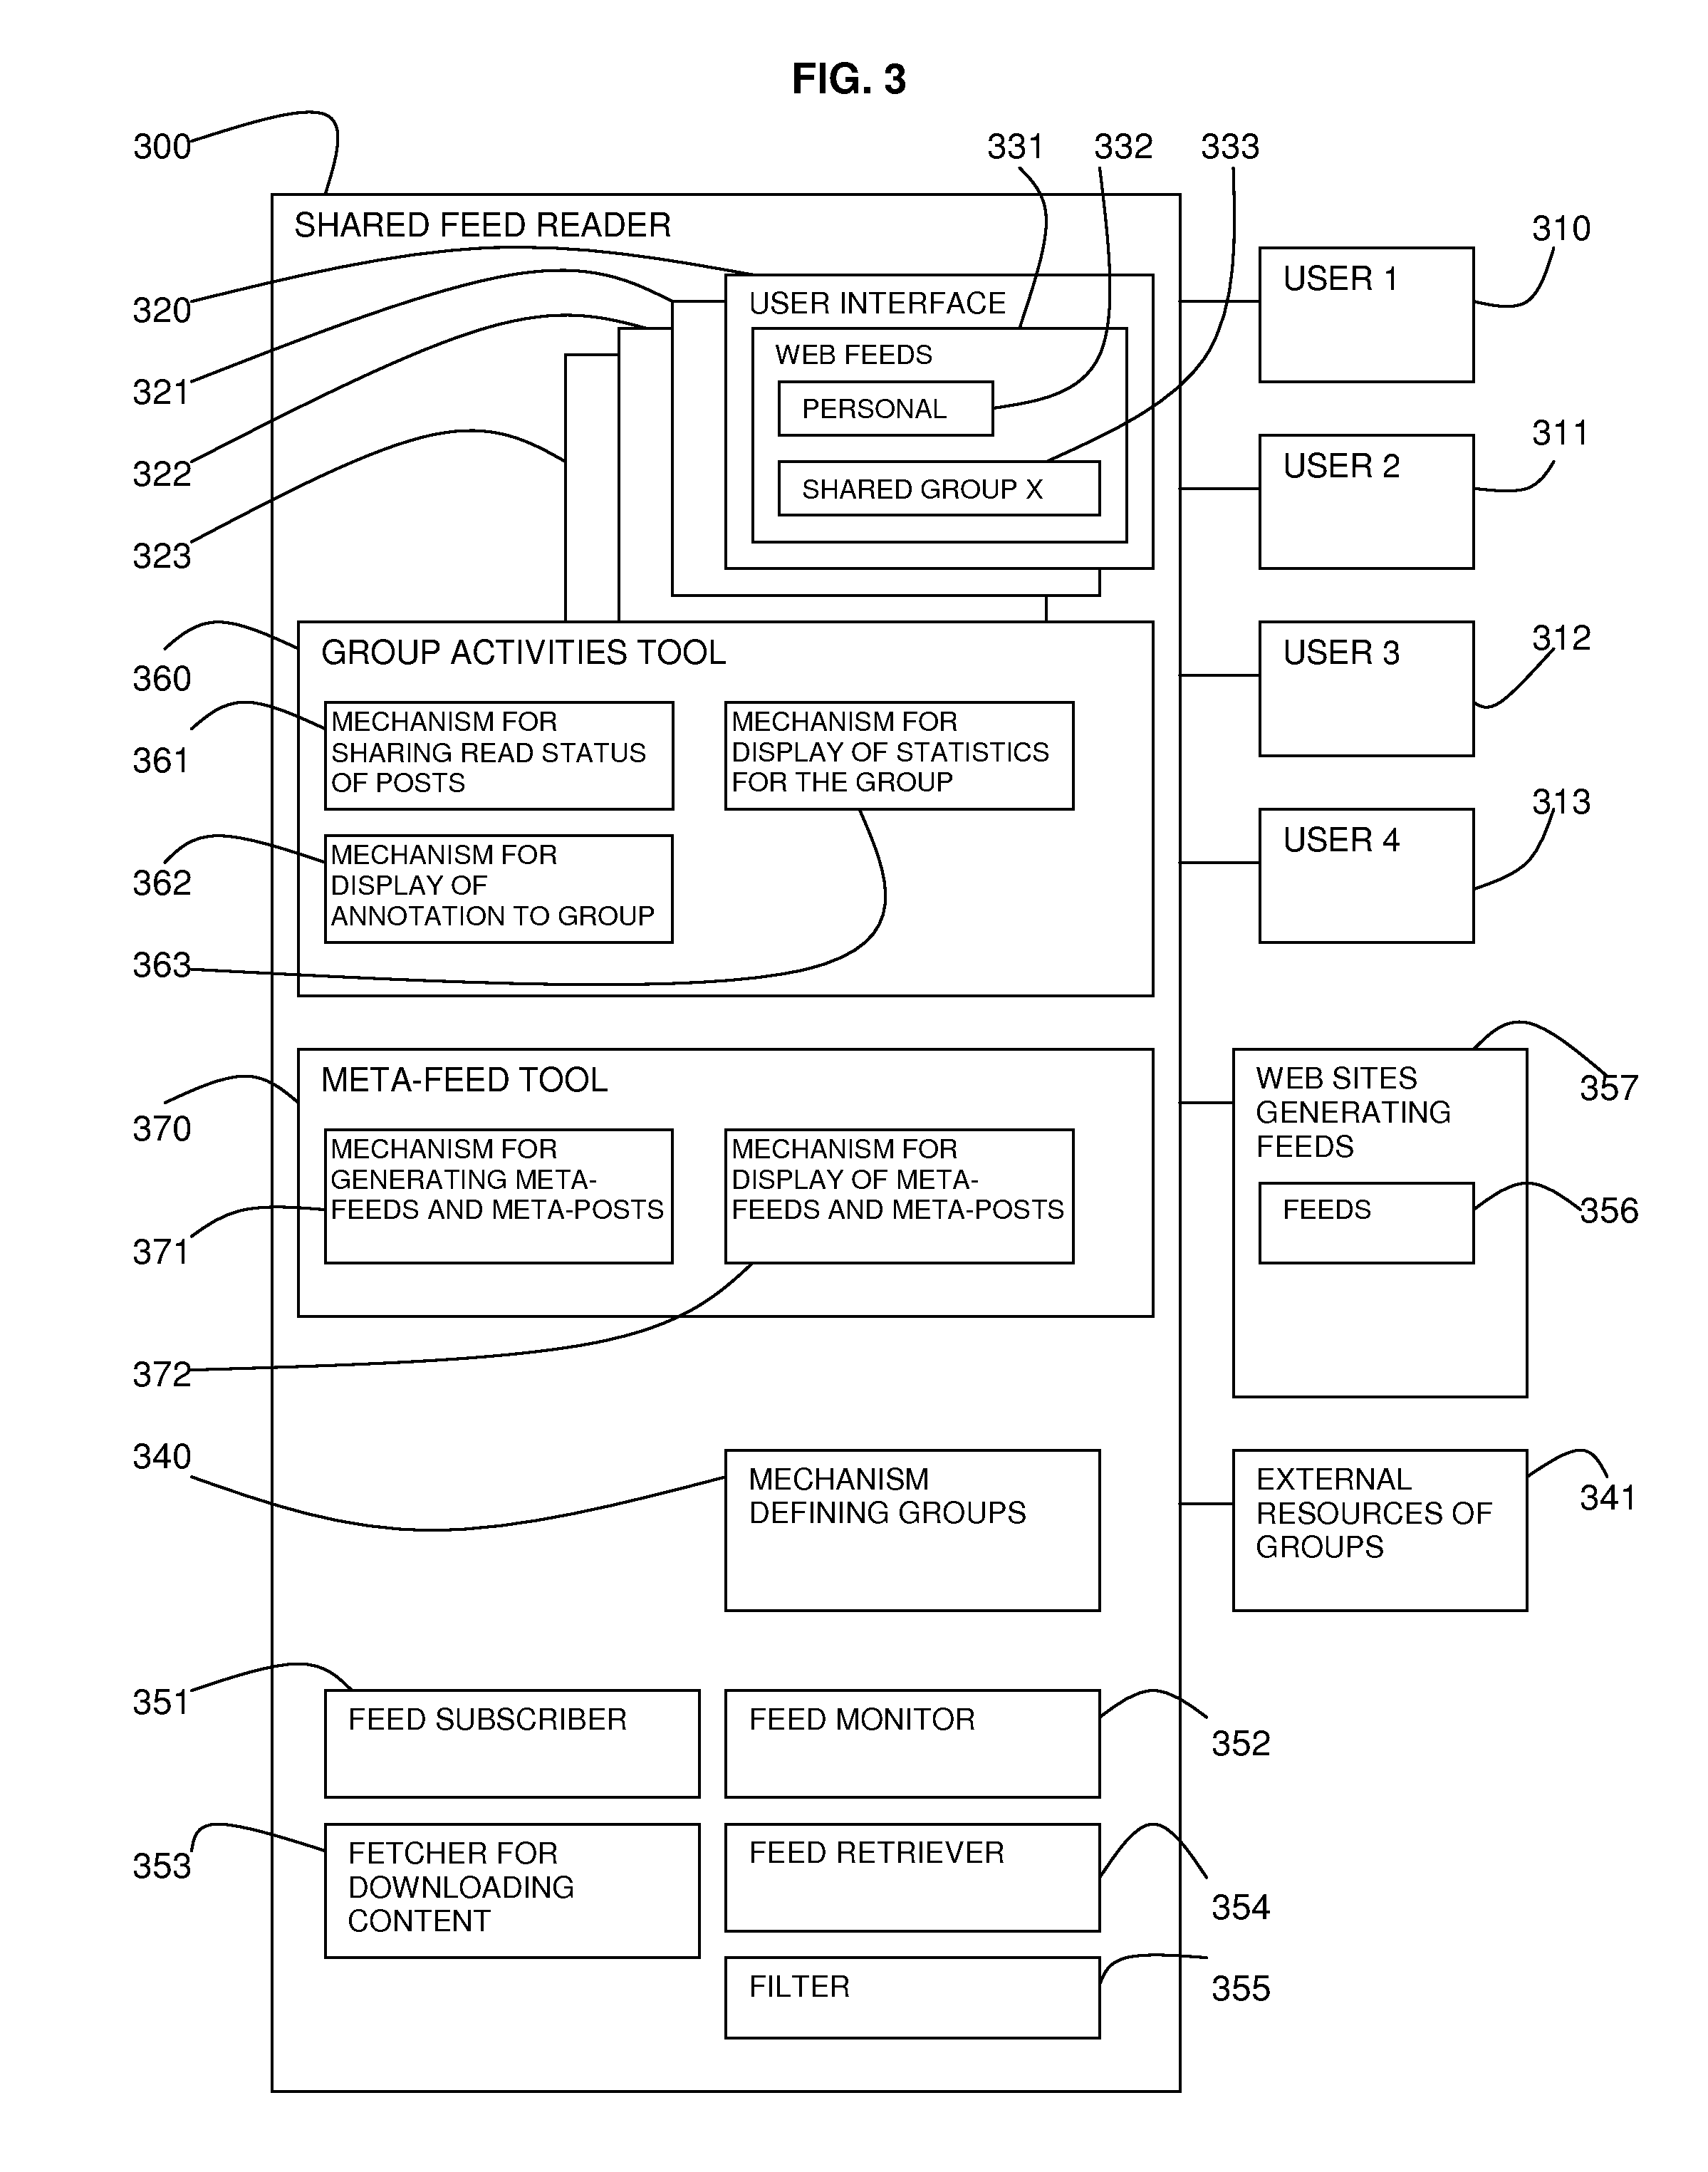 FIG. 3
300
331
332
333
SHARED FEED READER
310
320
USER INTERFACE
USER 1
321
WEB FEEDS
PERSONAL
322
SHARED GROUP X
311
USER 2
323
360
GROUP ACTIVITIES TOOL
312
USER 3
361
MECHANISM FOR
SHARING READ STATUS
OF POSTS
MECHANISM FOR
DISPLAY OF STATISTICS
FOR THE GROUP
313
USER 4
362
MECHANISM FOR
DISPLAY OF
ANNOTATION TO GROUP
363
META-FEED TOOL
370
WEB SITES
GENERATING
FEEDS
357
MECHANISM FOR
GENERATING META-
FEEDS AND META-POSTS
371
MECHANISM FOR
DISPLAY OF META-
FEEDS AND META-POSTS
FEEDS
356
372
340
MECHANISM
DEFINING GROUPS
EXTERNAL
RESOURCES OF
GROUPS
341
351
FEED SUBSCRIBER
FEED MONITOR
352
353
FETCHER FOR
DOWNLOADING
CONTENT
FEED RETRIEVER
354
FILTER
355